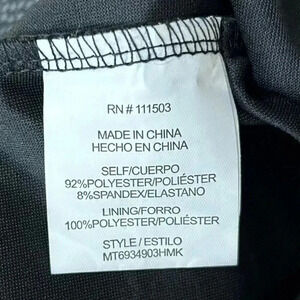 RN # 111503
MADE IN CHINA
HECHO EN CHINA
SELF/CUERPO
92%POLYESTER/POLIÉSTER
8%SPANDEX/ELASTANO
LINING/FORRO
100%POLYESTER/POLIÉSTER
STYLE / ESTILO
MT6934903HMK